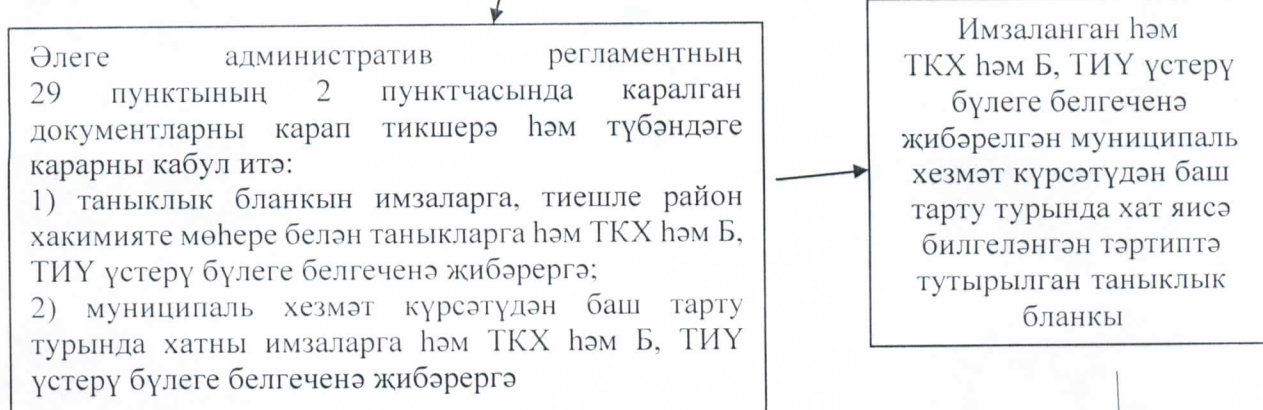 Әлеге административ регламентның
29 пунктының 2 пунктчасында каралган
документларны карап тикшерә һәм түбәндәге
карарны кабул итә:
1) таныклык бланкын имзаларга, тиешле район
хакимияте мөһере белән таныкларга һәм ТКХ һәм Б,
ТИҮ үстерү бүлеге белгеченә җибәрергә;
2) муниципаль хезмәт күрсәтүдән баш тарту
турында хатны имзаларга һәм ТКХ һәм Б, ТИҮ
үстерү бүлеге белгеченә җибәрергә
Имзаланган һәм
ТКХ һәм Б, ТИҮ үстерү
бүлеге белгеченә
җибәрелгән муниципаль
хезмәт күрсәтүдән баш
тарту турында хат яисә
билгеләнгән тәртиптә
тутырылган таныклык
бланкы